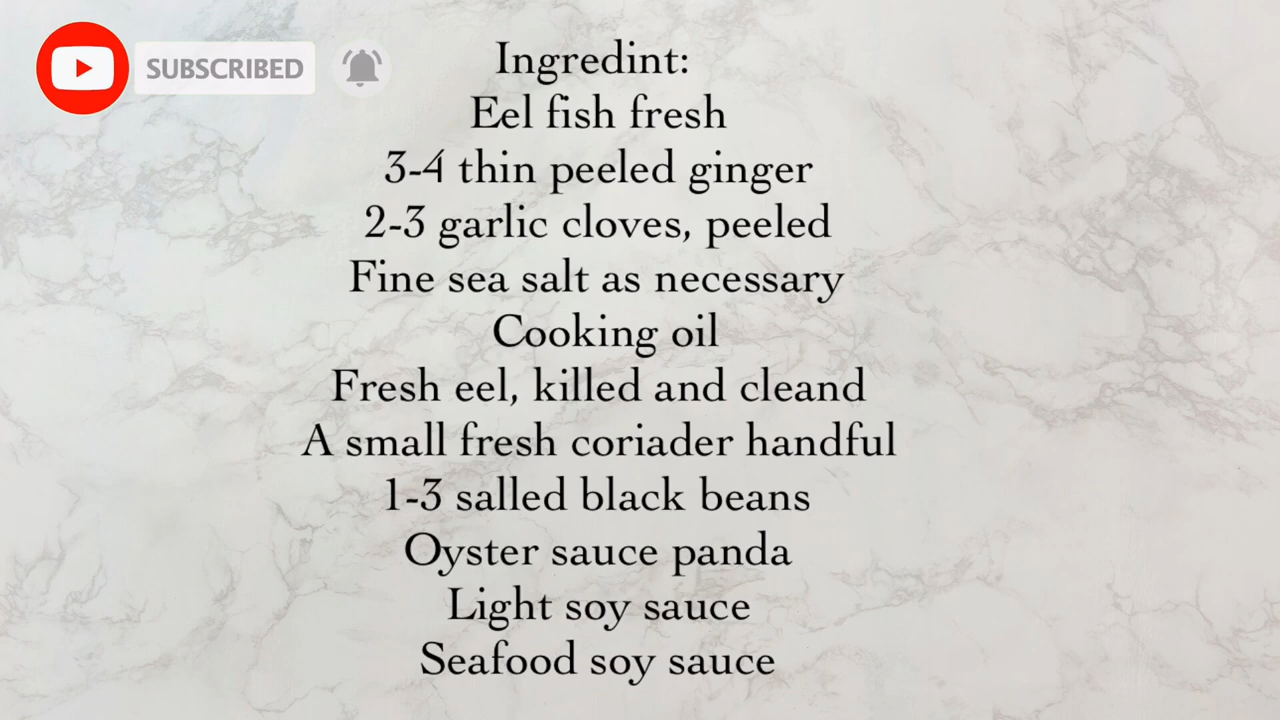 SUBSCRIBED
Ingredint:
Eel fish fresh
3-4 thin peeled ginger
2-3 garlic cloves, peeled
Fine sea salt as necessary
Cooking oil
Fresh eel, killed and cleand
A small fresh coriader handful
1-3 salled black beans
Oyster sauce panda
Light soy sauce
Seafood soy sauce